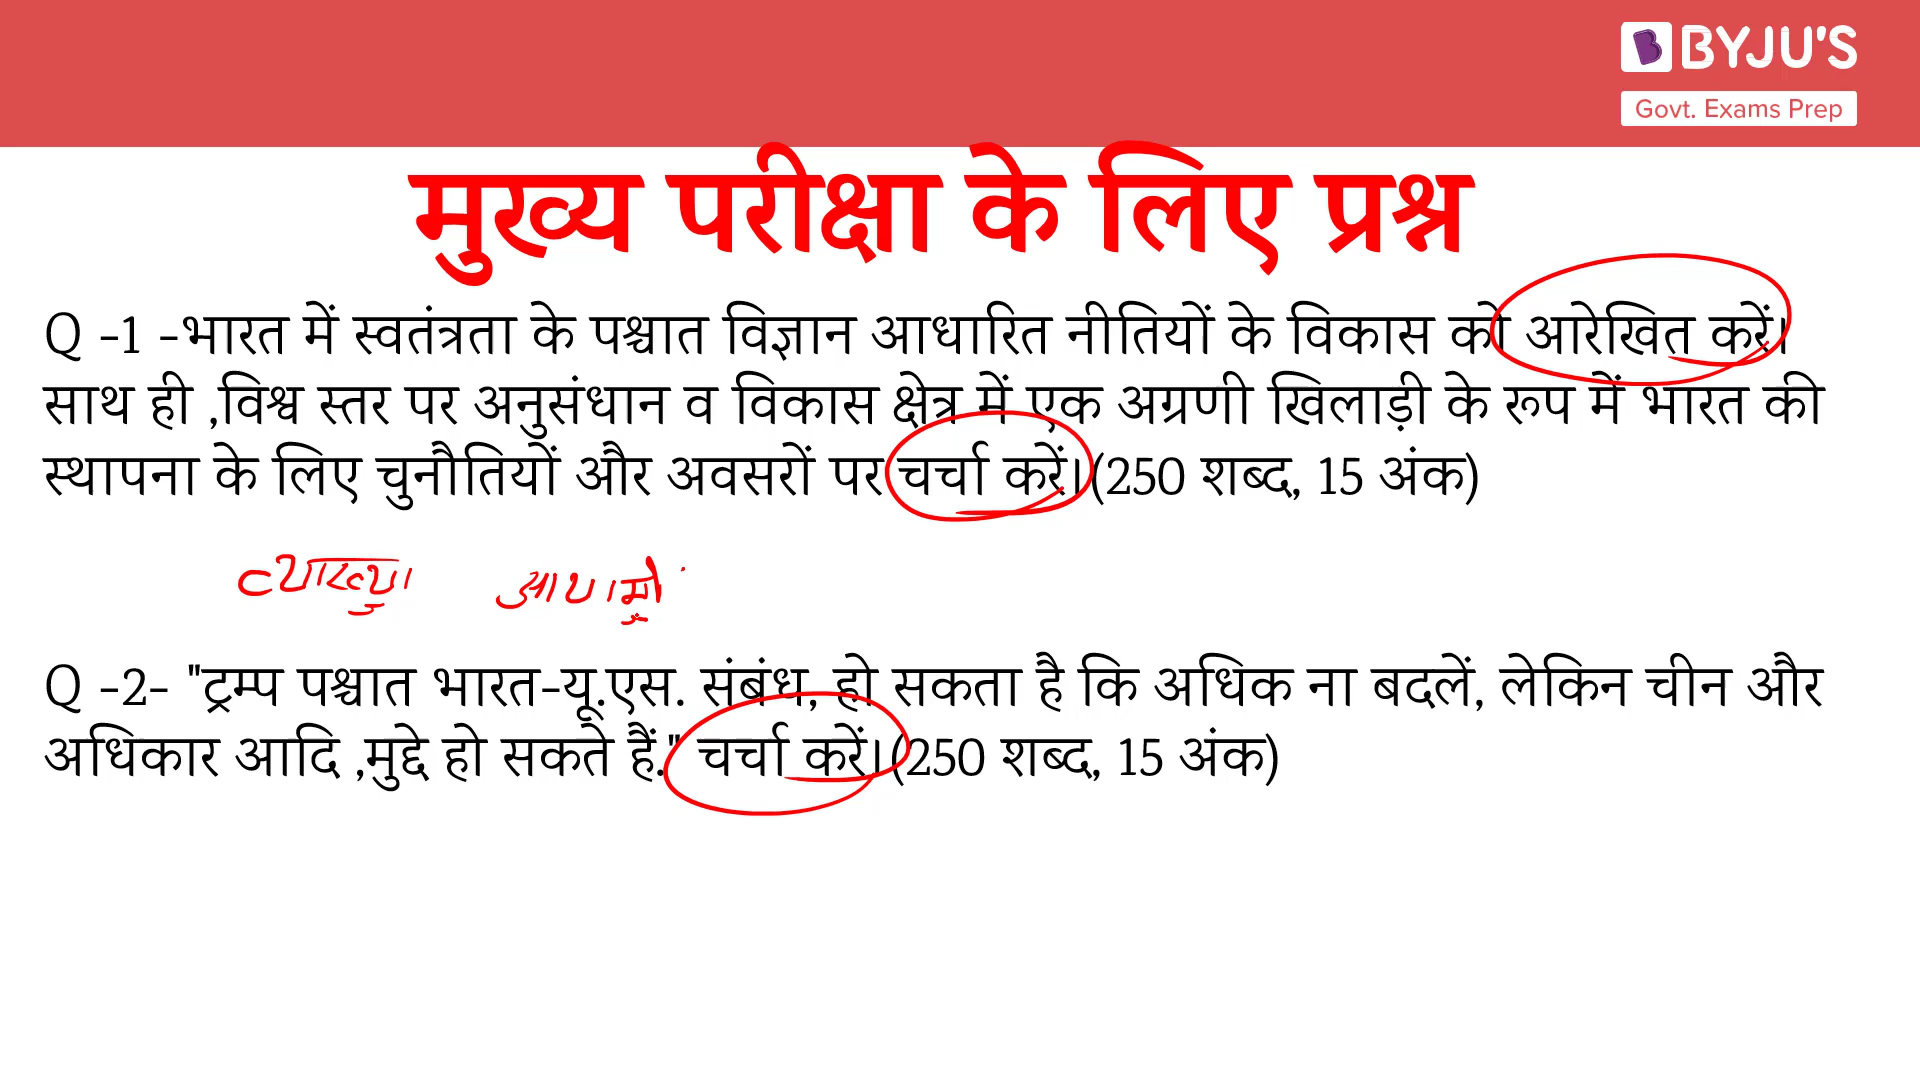 BYJU'S
Govt. Exams Prep
मुख्य परीक्षा के लिए प्रश्न
Q -1 -भारत में स्वतंत्रता के पश्चात विज्ञान आधारित नीतियों के विकास को आरेखित करें।
साथ ही ,विश्व स्तर पर अनुसंधान व विकास क्षेत्र में एक अग्रणी खिलाड़ी के रूप में भारत की
स्थापना के लिए चुनौतियों और अवसरों पर चर्चा करें।(250 शब्द, 15 अंक)
व्याख्या
Q -2- "ट्रम्प पश्चात भारत-यू.एस. संबंध, हो सकता है कि अधिक ना बदलें, लेकिन चीन और
अधिकार आदि ,मुद्दे हो सकते हैं." चर्चा करें।(250 शब्द, 15 अंक)